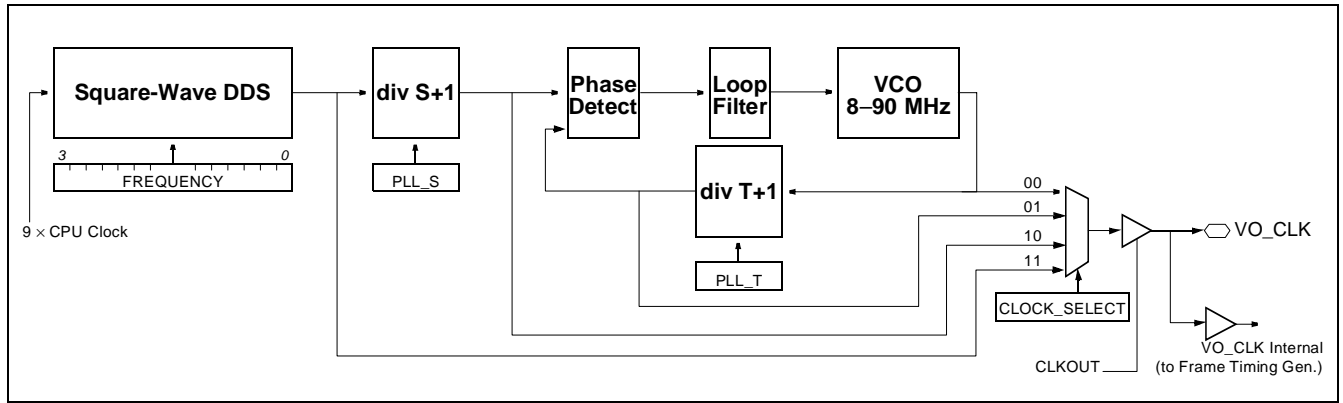 Square-Wave DDS
div S+1
Phase
Detect
Loop
Filter
VCO
8–90 MHz
3
0
FREQUENCY
PLL_S
div T+1
9 × CPU Clock
PLL_T
00
01
10
11
CLOCK_SELECT
VO_CLK
CLKOUT
VO_CLK Internal
(to Frame Timing Gen.)